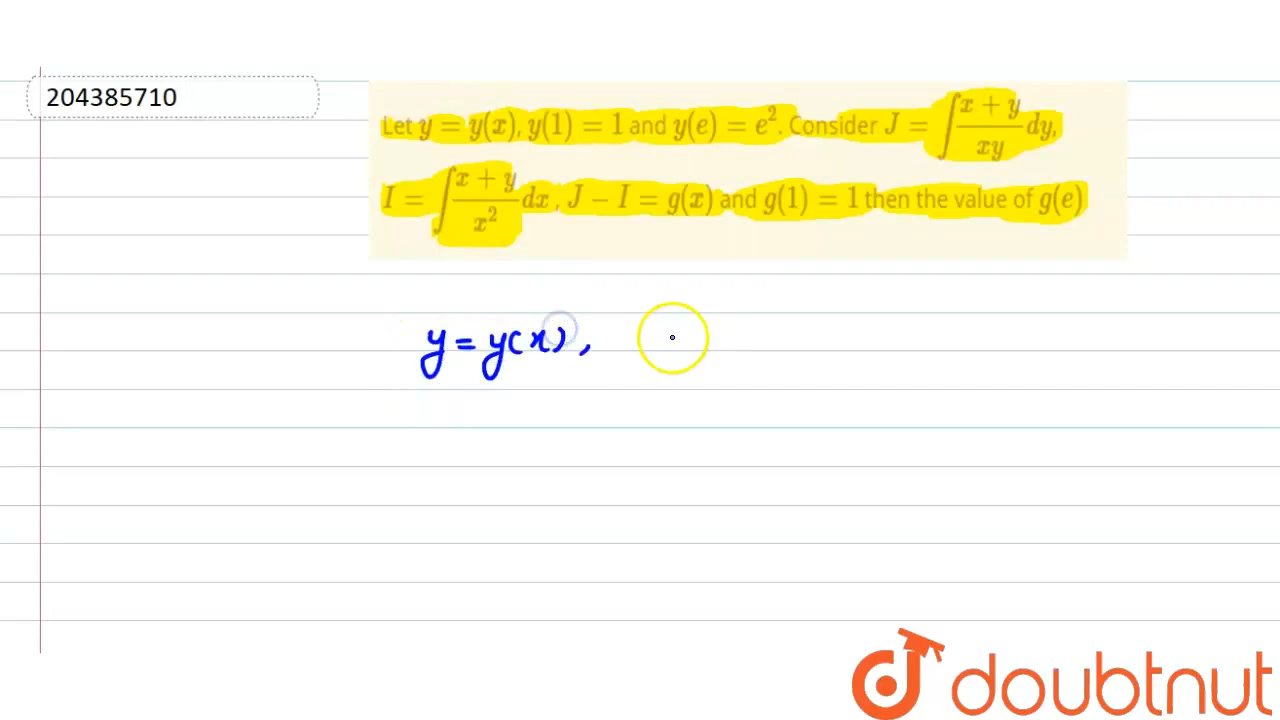 204385710
Let y = y(x), y(1) = 1 and y(e) = e². Consider J = ∫ (x + y)/(xy) dy,
I = ∫ (x + y)/(x²) dx, J − I = g(x) and g(1) = 1 then the value of g(e)
y = y(x),
doubtnut